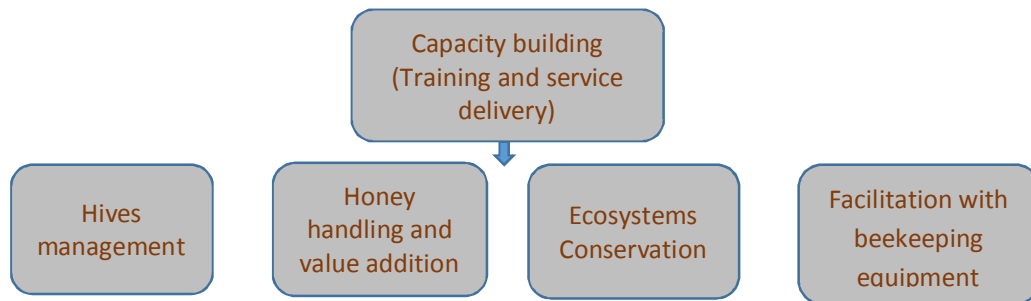 Capacity building
(Training and service
delivery)
Hives
management
Honey
handling and
value addition
Ecosystems
Conservation
Facilitation with
beekeeping
equipment